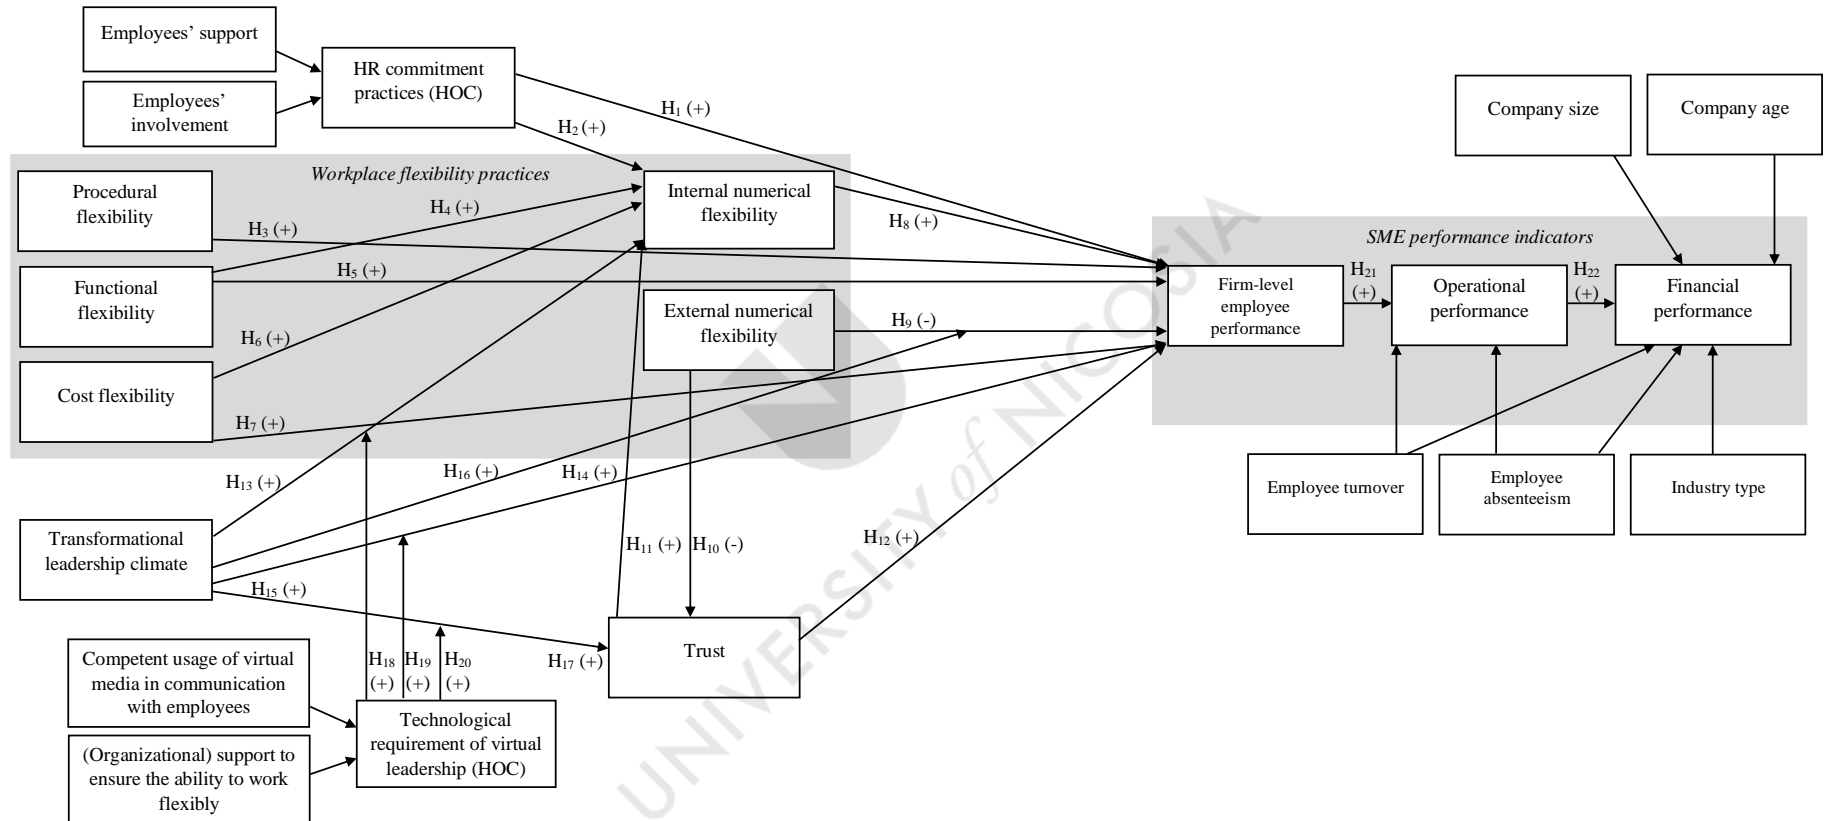 Employees’ support
HR commitment
practices (HOC)
Employees’
involvement
H1 (+)
H2 (+)
Company size
Company age
Workplace flexibility practices
Procedural
flexibility
Internal numerical
flexibility
H4 (+)
H3 (+)
H8 (+)
SME performance indicators
Functional
flexibility
H5 (+)
External numerical
flexibility
H9 (-)
Firm-level
employee
performance
H21
(+)
Operational
performance
H22
(+)
Financial
performance
H6 (+)
Cost flexibility
H7 (+)
H13 (+)
H16 (+)
H14 (+)
Employee turnover
Employee
absenteeism
Industry type
Transformational
leadership climate
H11 (+)
H10 (-)
H12 (+)
H15 (+)
Trust
H17 (+)
H18
(+)
H19
(+)
H20
(+)
Competent usage of virtual
media in communication
with employees
Technological
requirement of virtual
leadership (HOC)
(Organizational) support to
ensure the ability to work
flexibly
UNIVERSITY of NICOSIA